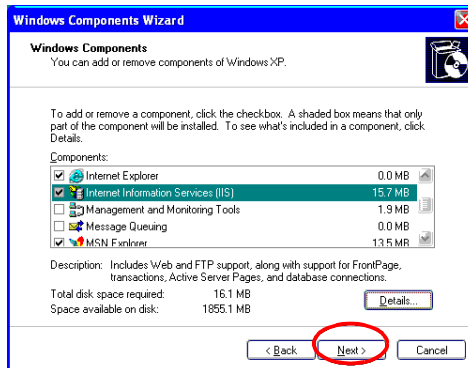 Windows Components Wizard
Windows Components
You can add or remove components of Windows XP.
To add or remove a component, click the checkbox. A shaded box means that only
part of the component will be installed. To see what's included in a component, click
Details.
Components:
Internet Explorer 0.0 MB
Internet Information Services (IIS) 15.7 MB
Management and Monitoring Tools 1.9 MB
Message Queuing 0.0 MB
MSN Explorer 13.5 MB
Description: Includes Web and FTP support, along with support for FrontPage,
transactions, Active Server Pages, and database connections.
Total disk space required: 16.1 MB
Space available on disk: 1855.1 MB
Details...
< Back Next > Cancel